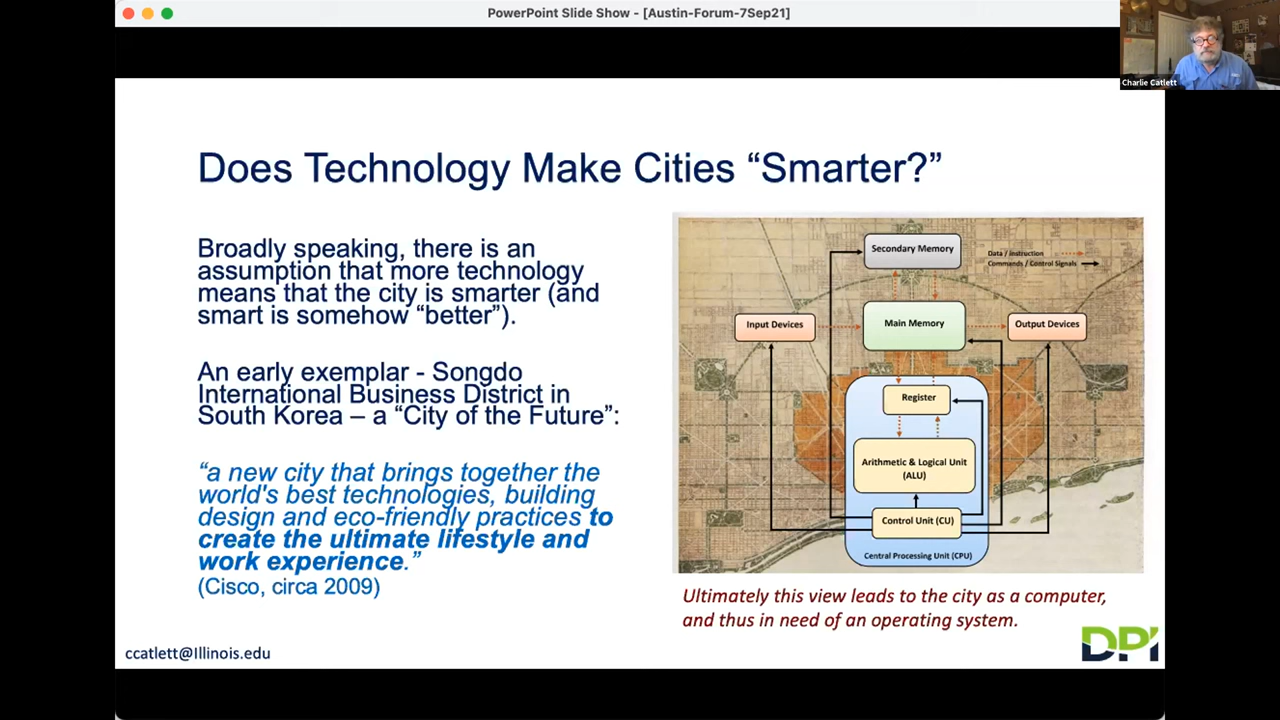 PowerPoint Slide Show - [Austin-Forum-7Sep21]
Charlie Catlett
Does Technology Make Cities “Smarter?”
Broadly speaking, there is an
assumption that more technology
means that the city is smarter (and
smart is somehow “better”).
An early exemplar - Songdo
International Business District in
South Korea – a “City of the Future”:
“a new city that brings together the
world's best technologies, building
design and eco-friendly practices to
create the ultimate lifestyle and
work experience.”
(Cisco, circa 2009)
Secondary Memory
Data / Instruction
Commands / Control Signals
Input Devices
Main Memory
Output Devices
Register
Arithmetic & Logical Unit
(ALU)
Control Unit (CU)
Central Processing Unit (CPU)
Ultimately this view leads to the city as a computer,
and thus in need of an operating system.
ccatlett@Illinois.edu
DPI